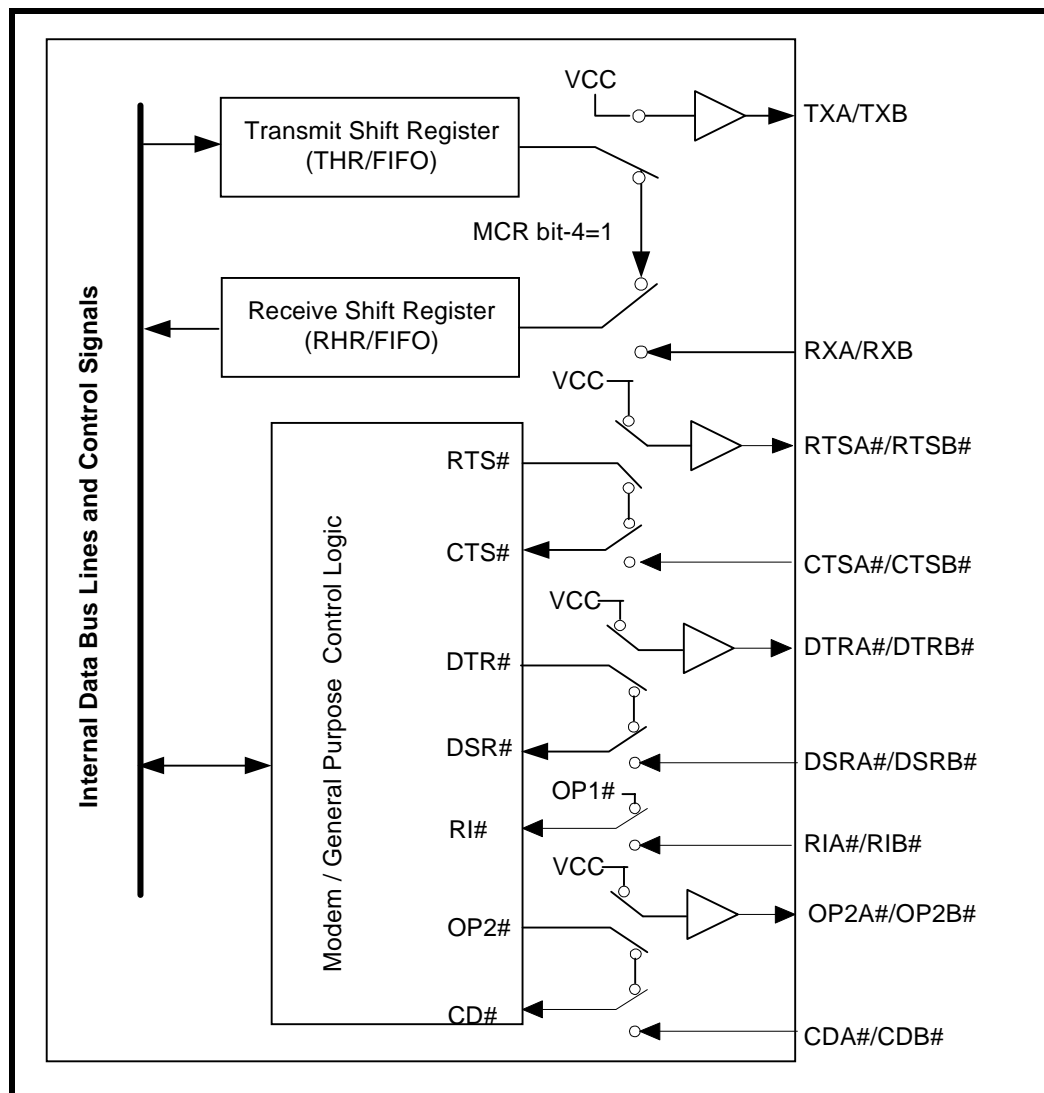 VCC
TXA/TXB
Transmit Shift Register
(THR/FIFO)
MCR bit-4=1
Receive Shift Register
(RHR/FIFO)
RXA/RXB
VCC
RTSA#/RTSB#
RTS#
CTS#
CTSA#/CTSB#
VCC
DTRA#/DTRB#
DTR#
DSR#
DSRA#/DSRB#
OP1#
RI#
RIA#/RIB#
VCC
OP2A#/OP2B#
OP2#
CD#
CDA#/CDB#
Internal Data Bus Lines and Control Signals
Modem / General Purpose Control Logic